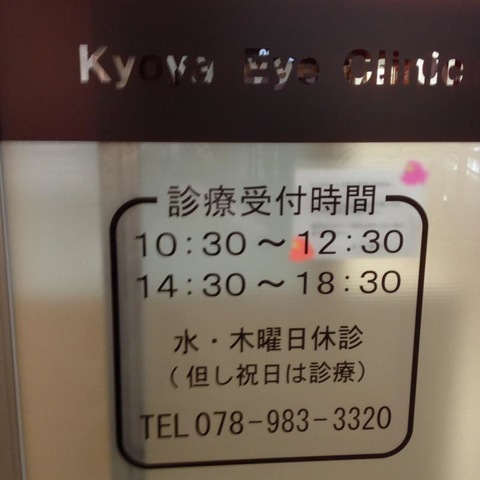 Kyoya Eye Clinic
診療受付時間
10:30～12:30
14:30～18:30
水・木曜日休診
(但し祝日は診療)
TEL 078-983-3320